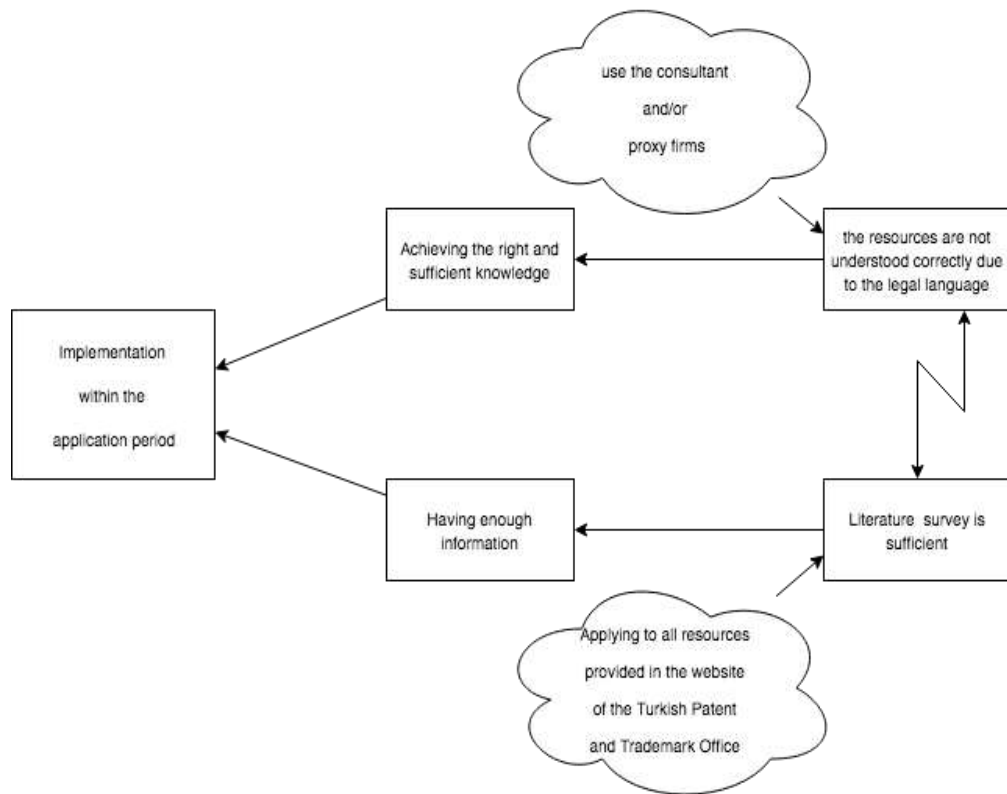 use the consultant
and/or
proxy firms
the resources are not
understood correctly due
to the legal language
Achieving the right and
sufficient knowledge
Implementation
within the
application period
Having enough
information
Literature survey is
sufficient
Applying to all resources
provided in the website
of the Turkish Patent
and Trademark Office